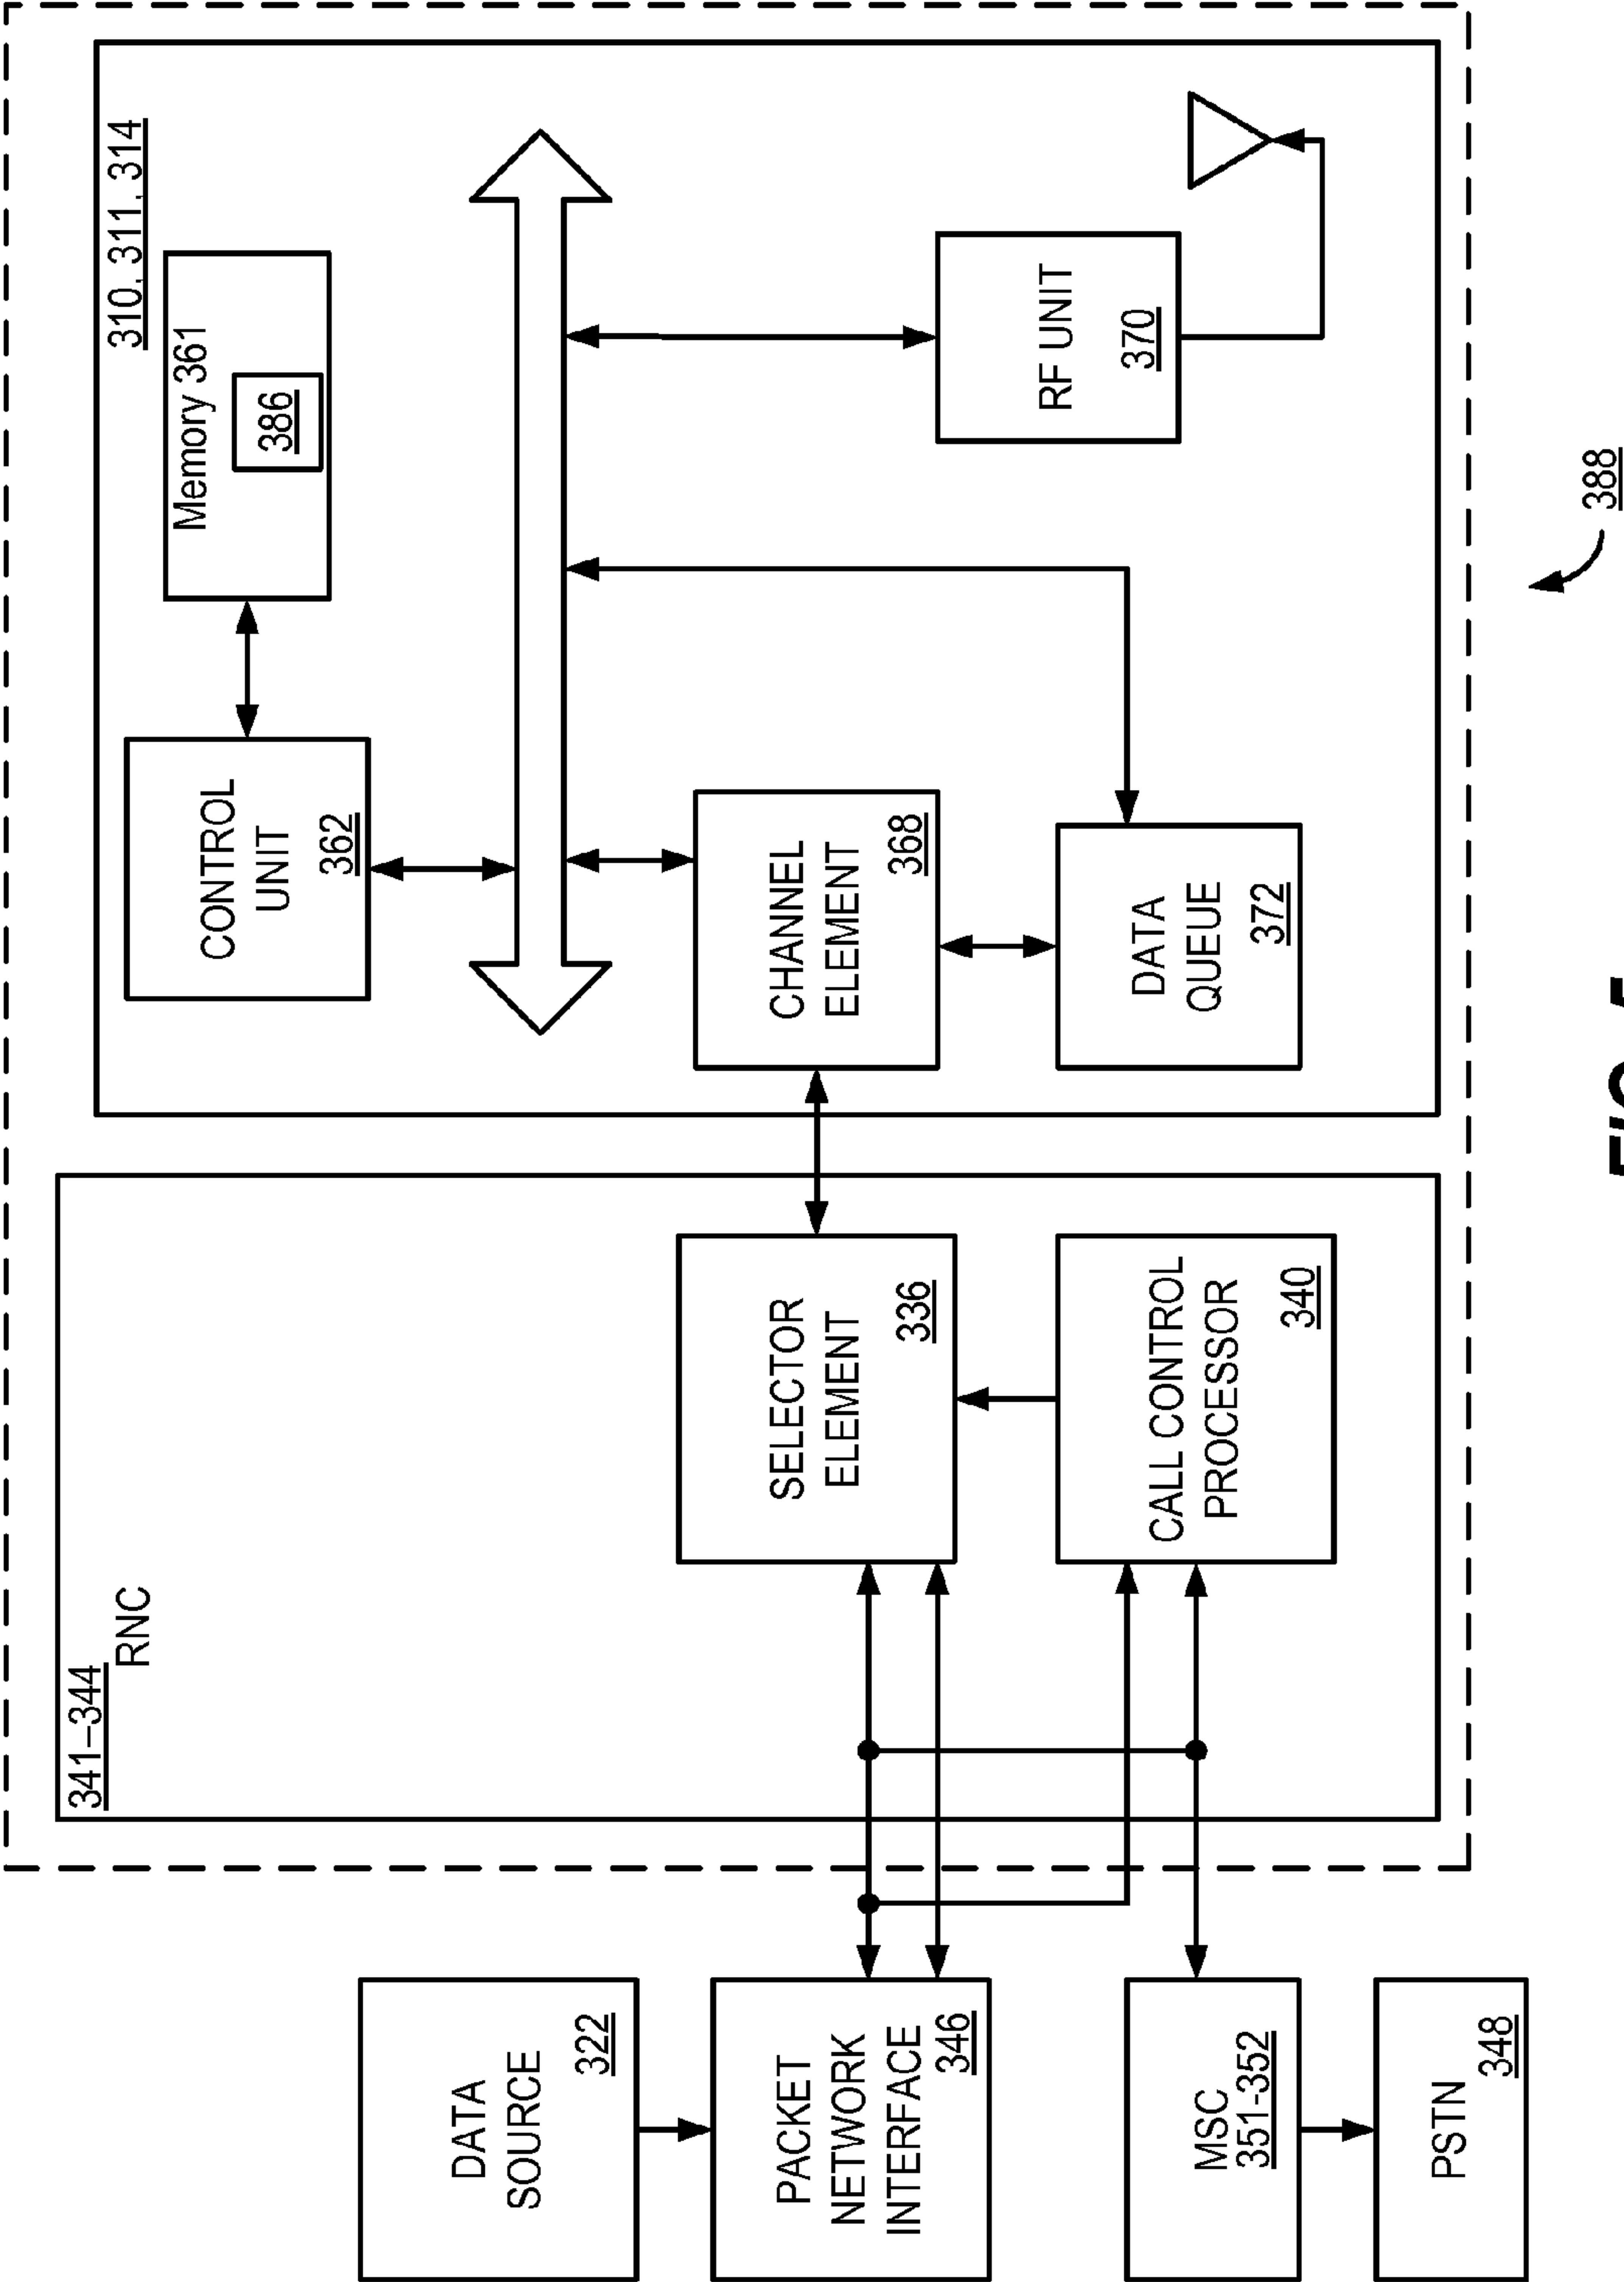 341–344
RNC
310, 311, 314
Memory 361
386
CONTROL
UNIT
362
DATA
SOURCE
322
PACKET
NETWORK
INTERFACE
346
SELECTOR
ELEMENT
336
CHANNEL
ELEMENT
368
RF UNIT
370
MSC
351-352
CALL CONTROL
PROCESSOR
340
DATA
QUEUE
372
PSTN
348
388